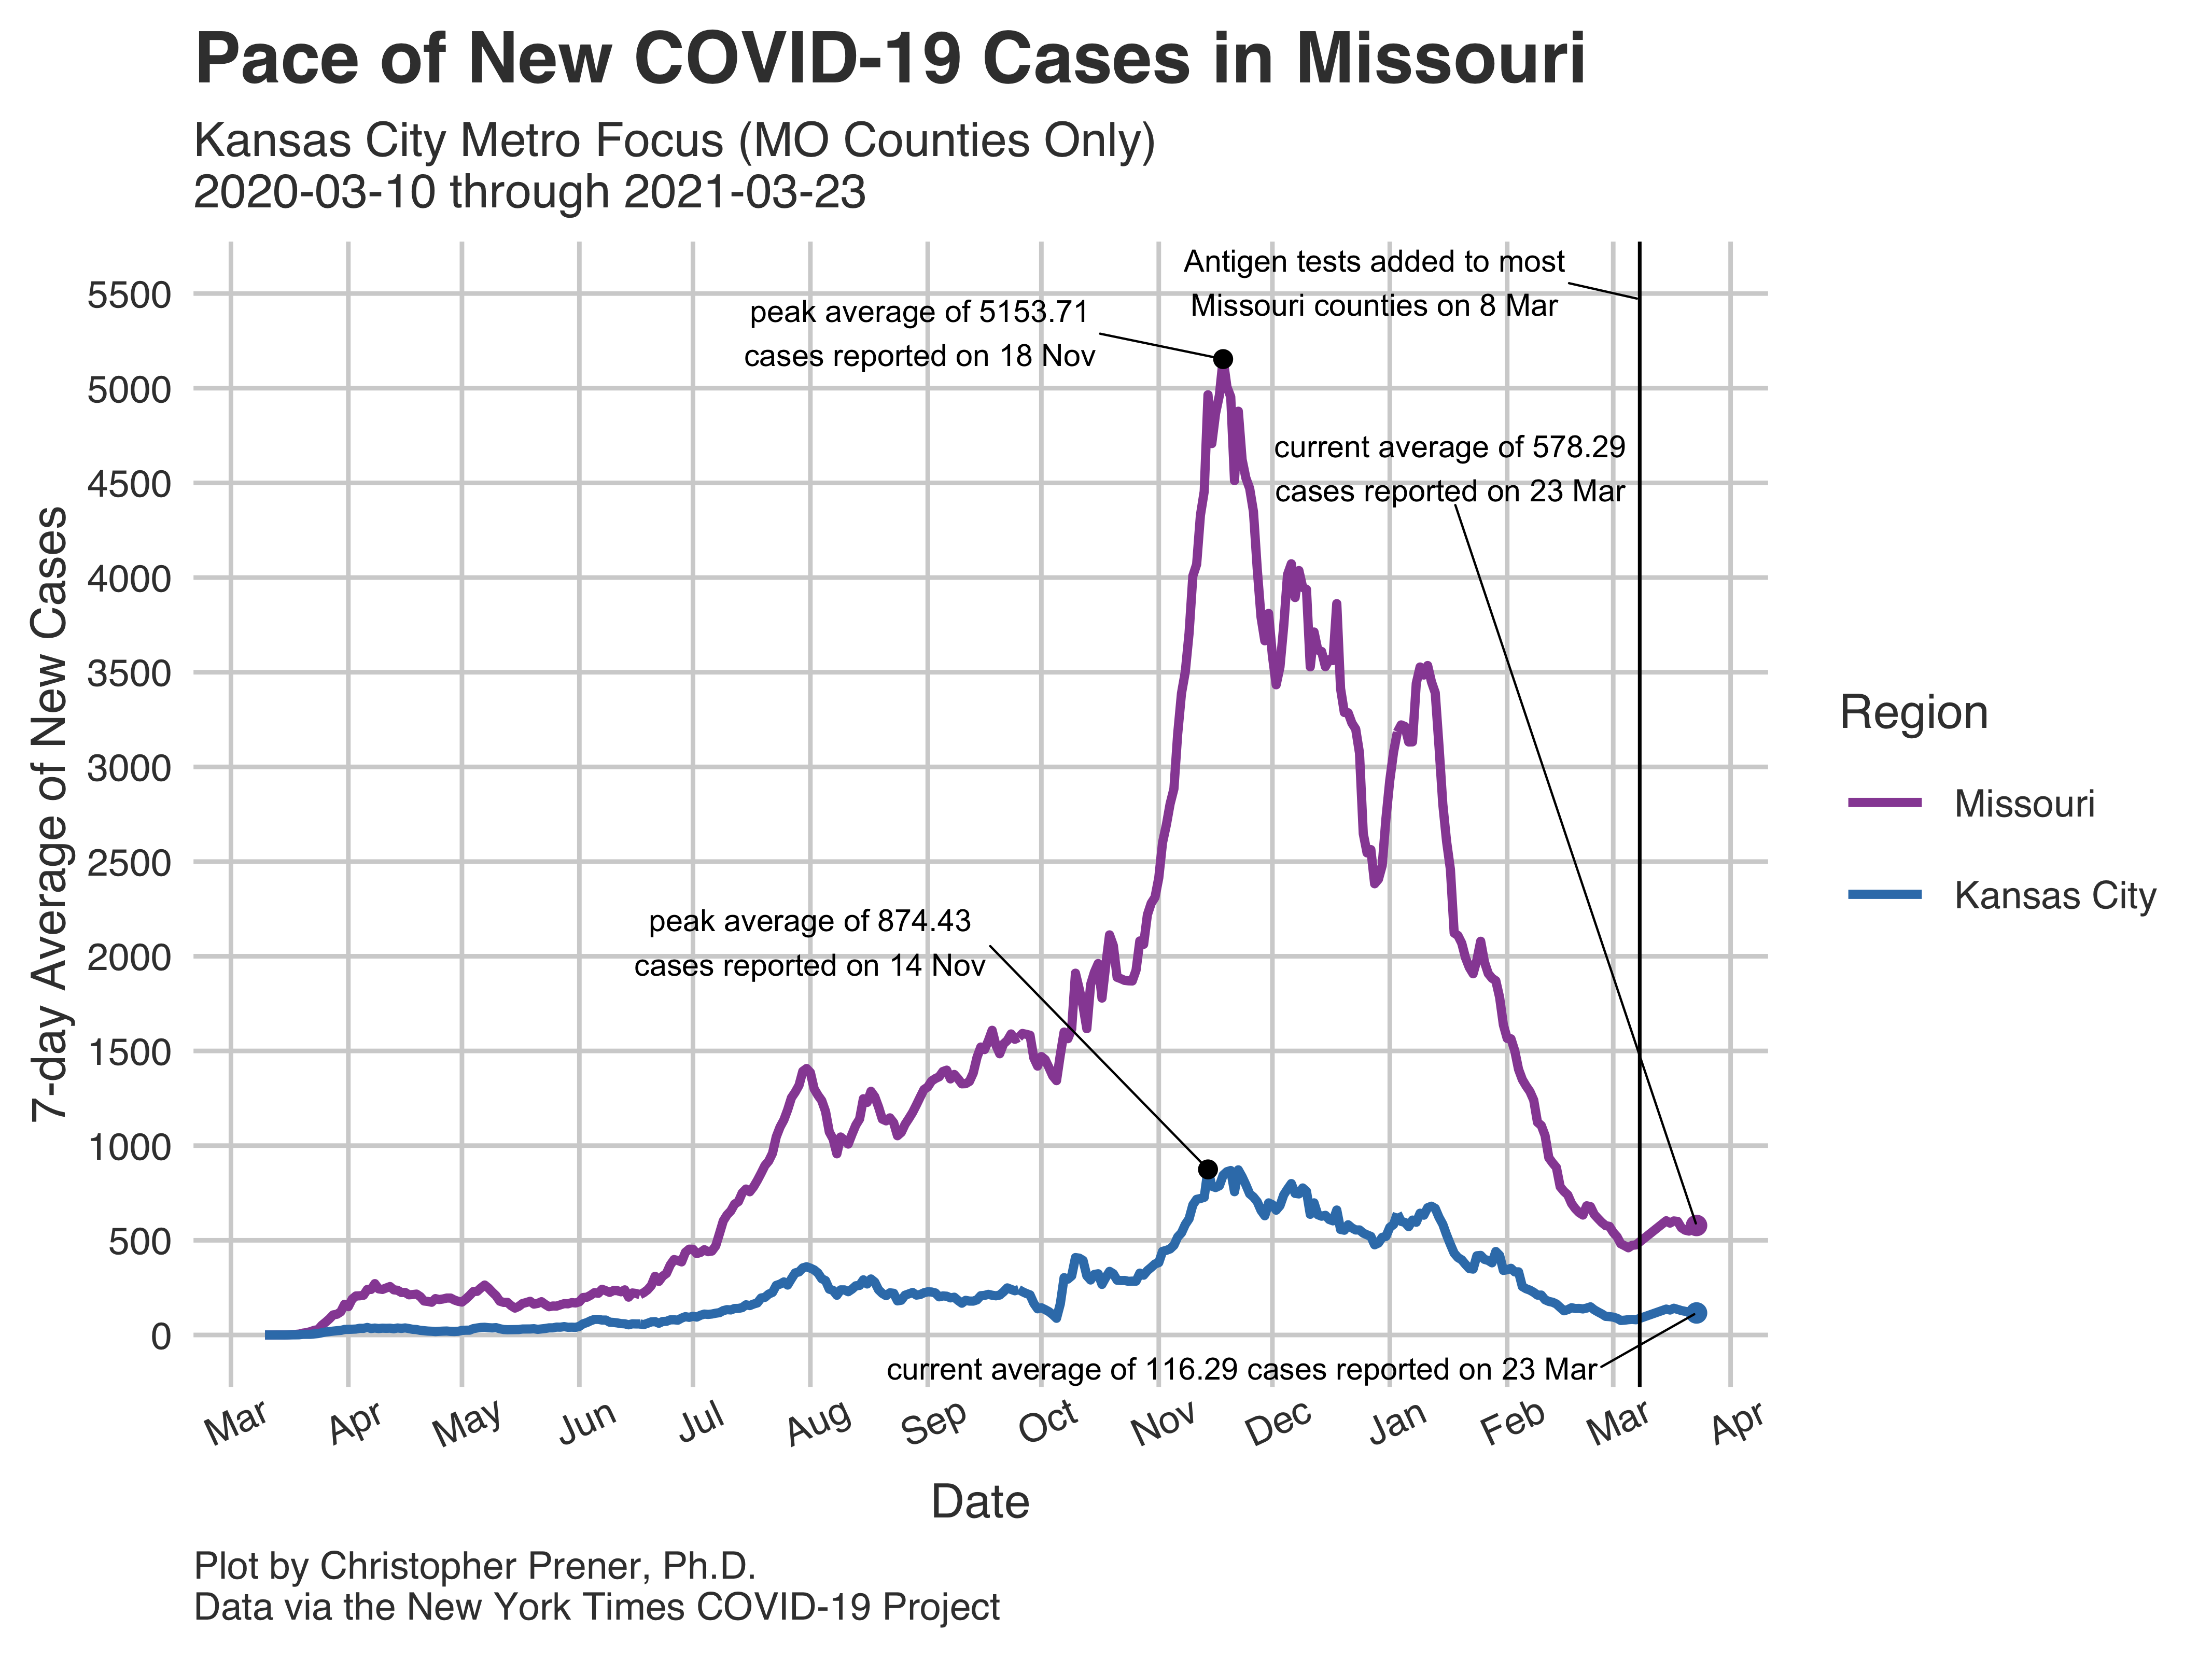 Pace of New COVID-19 Cases in Missouri
Kansas City Metro Focus (MO Counties Only)
2020-03-10 through 2021-03-23
Antigen tests added to most
Missouri counties on 8 Mar
peak average of 5153.71
cases reported on 18 Nov
current average of 578.29
cases reported on 23 Mar
peak average of 874.43
cases reported on 14 Nov
current average of 116.29 cases reported on 23 Mar
7-day Average of New Cases
5500
5000
4500
4000
3500
3000
2500
2000
1500
1000
500
0
Mar
Apr
May
Jun
Jul
Aug
Sep
Oct
Nov
Dec
Jan
Feb
Mar
Apr
Date
Region
Missouri
Kansas City
Plot by Christopher Prener, Ph.D.
Data via the New York Times COVID-19 Project